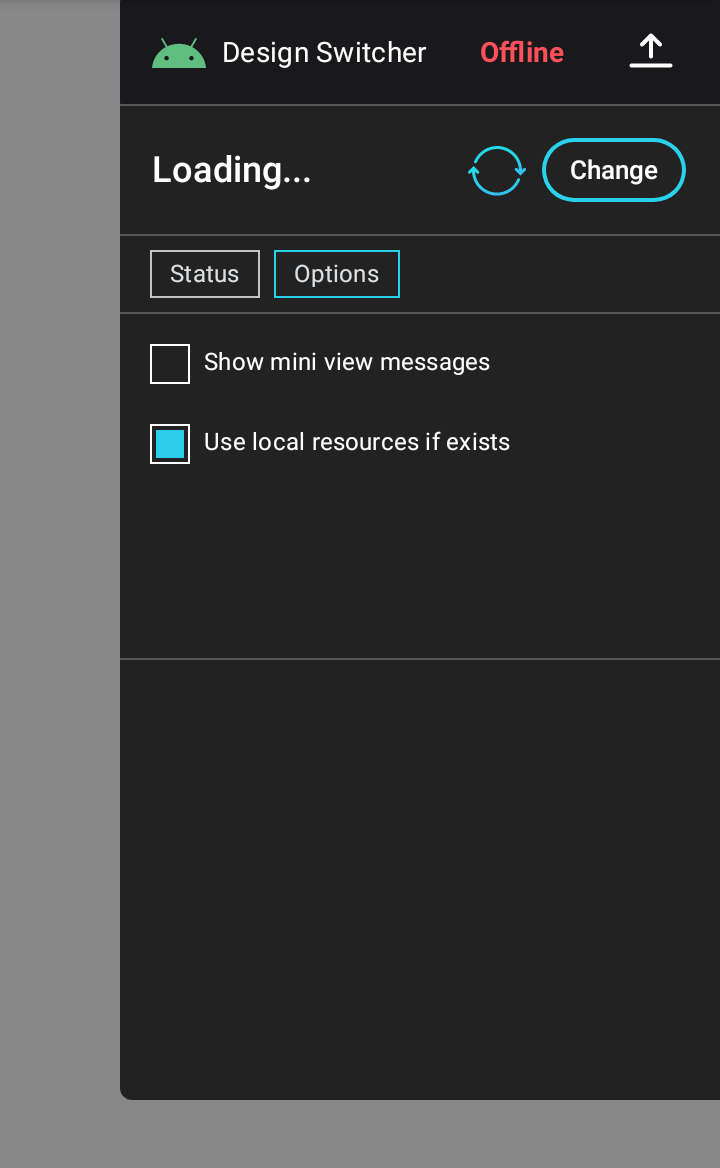 Design Switcher Offline
Loading... Change
Status Options
Show mini view messages
Use local resources if exists